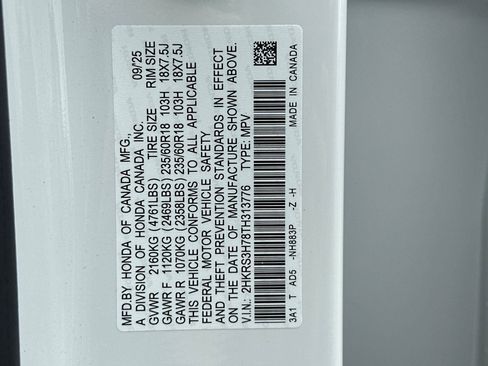 MFD.BY HONDA OF CANADA MFG., 09/25
A DIVISION OF HONDA CANADA INC.
GVWR 2160KG (4761LBS) TIRE SIZE RIM SIZE
GAWR F 1120KG (2469LBS) 235/60R18 103H 18X7.5J
GAWR R 1070KG (2358LBS) 235/60R18 103H 18X7.5J
THIS VEHICLE CONFORMS TO ALL APPLICABLE
FEDERAL MOTOR VEHICLE SAFETY
AND THEFT PREVENTION STANDARDS IN EFFECT
ON THE DATE OF MANUFACTURE SHOWN ABOVE.
V.I.N.: 2HKRS3H78TH313776 TYPE: MPV
3A1 T AD5 -NH883P -Z -H MADE IN CANADA